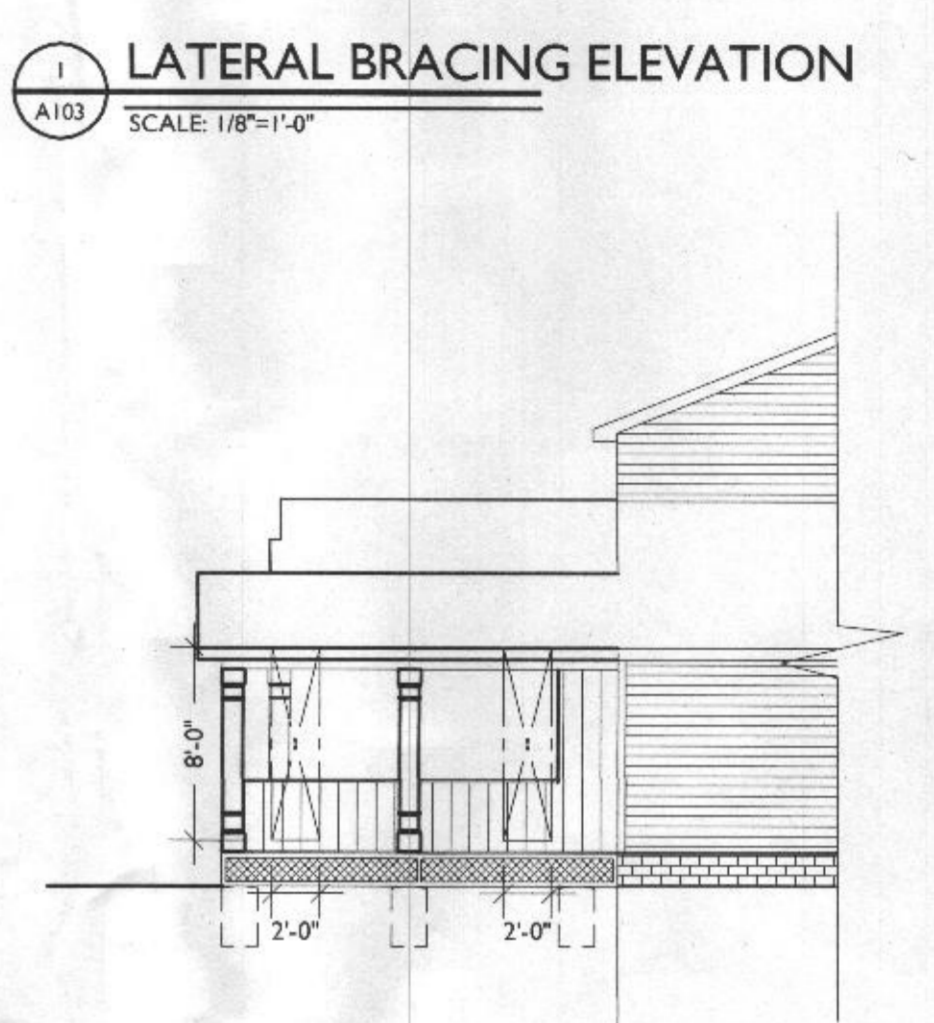 1
LATERAL BRACING ELEVATION
A103
SCALE: 1/8"=1'-0"
8'-0"
2'-0"
2'-0"